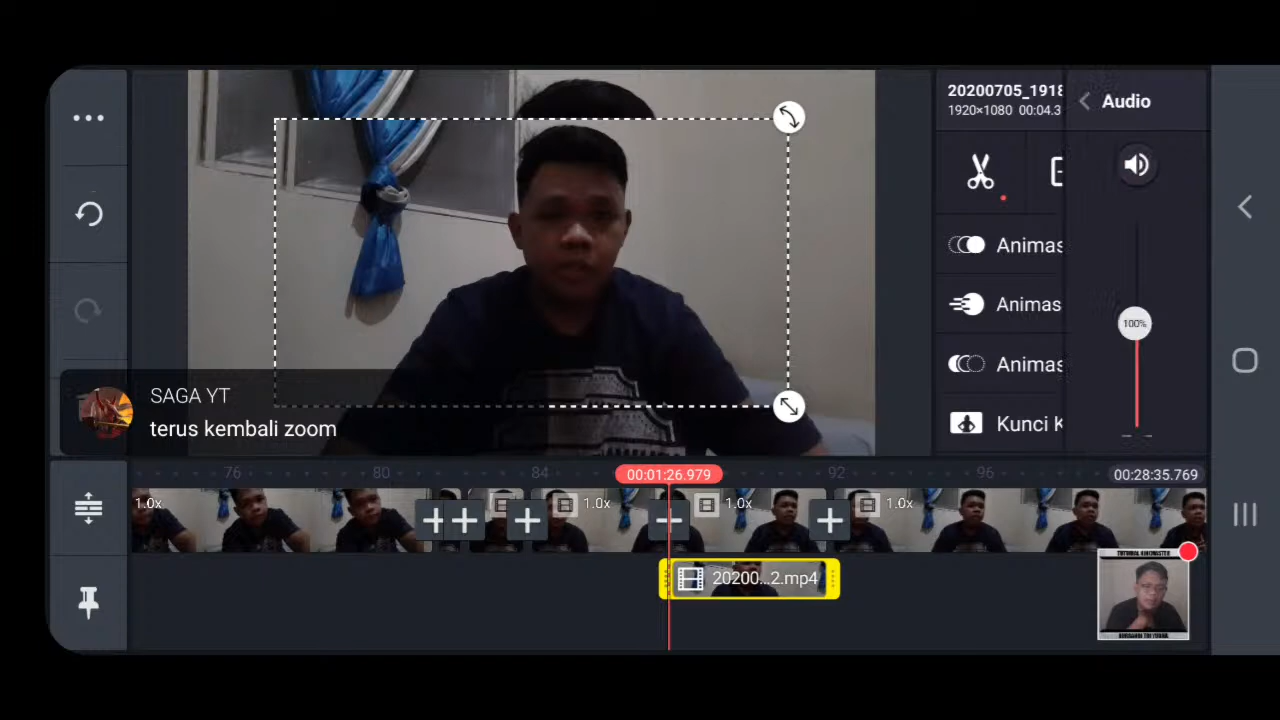 20200705_1918
1920×1080 00:04.3
Audio
Animas
Animas
Animas
Kunci K
100%
SAGA YT
terus kembali zoom
76
80
84
00:01:26.979
92
96
00:28:35.769
1.0x
1.0x
1.0x
1.0x
20200...2.mp4